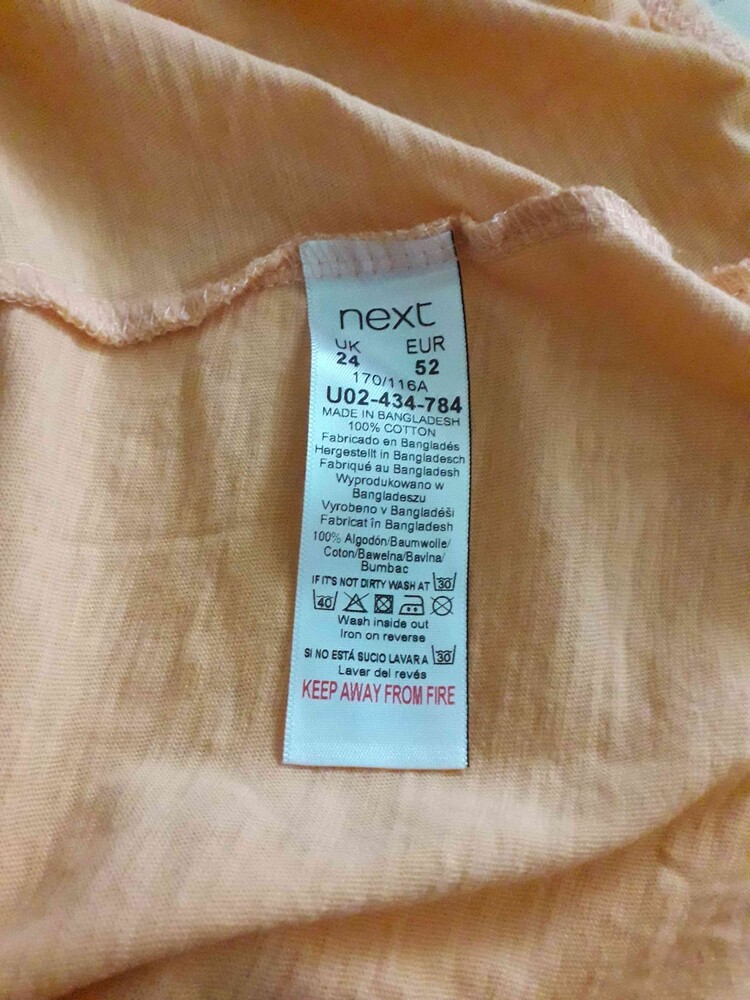 next
UK EUR
24 52
170/116A
U02-434-784
MADE IN BANGLADESH
100% COTTON
Fabricado en Bangladés
Hergestellt in Bangladesch
Fabriqué au Bangladesh
Wyprodukowano w
Bangladeszu
Vyrobeno v Bangladéši
Fabricat în Bangladesh
100% Algodón/Baumwolle/
Coton/Bawełna/Bavlna/
Bumbac
IF IT'S NOT DIRTY WASH AT 30
40
Wash inside out
Iron on reverse
SI NO ESTÁ SUCIO LAVAR A 30
Lavar del revés
KEEP AWAY FROM FIRE